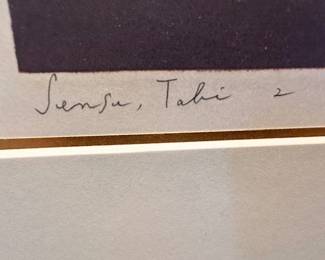 Sensu, Tabi 2